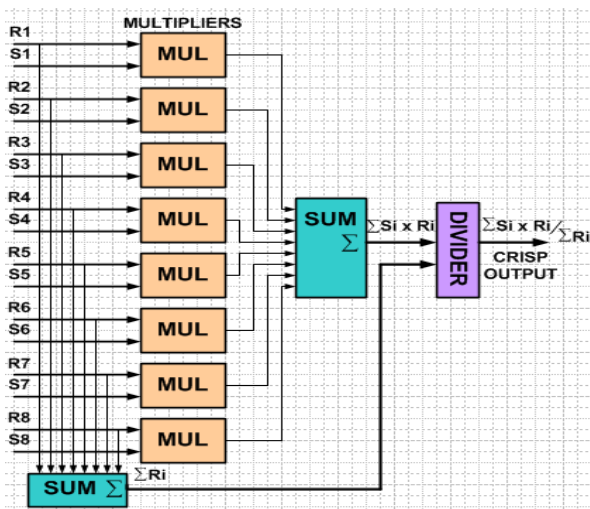 MULTIPLIERS
R1
S1
MUL
R2
S2
MUL
R3
S3
MUL
R4
S4
MUL
R5
S5
MUL
R6
S6
MUL
R7
S7
MUL
R8
S8
MUL
SUM
Σ
ΣSi x Ri
DIVIDER
ΣSi x Ri/ΣRi
CRISP
OUTPUT
SUM Σ
ΣRi